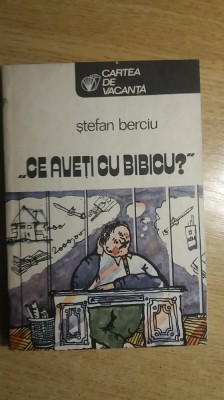 CARTEA
DE
VACANȚĂ
ștefan berciu
„CE AVEȚI CU BIBICU?"